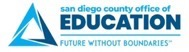 san diego county office of
EDUCATION
FUTURE WITHOUT BOUNDARIES™